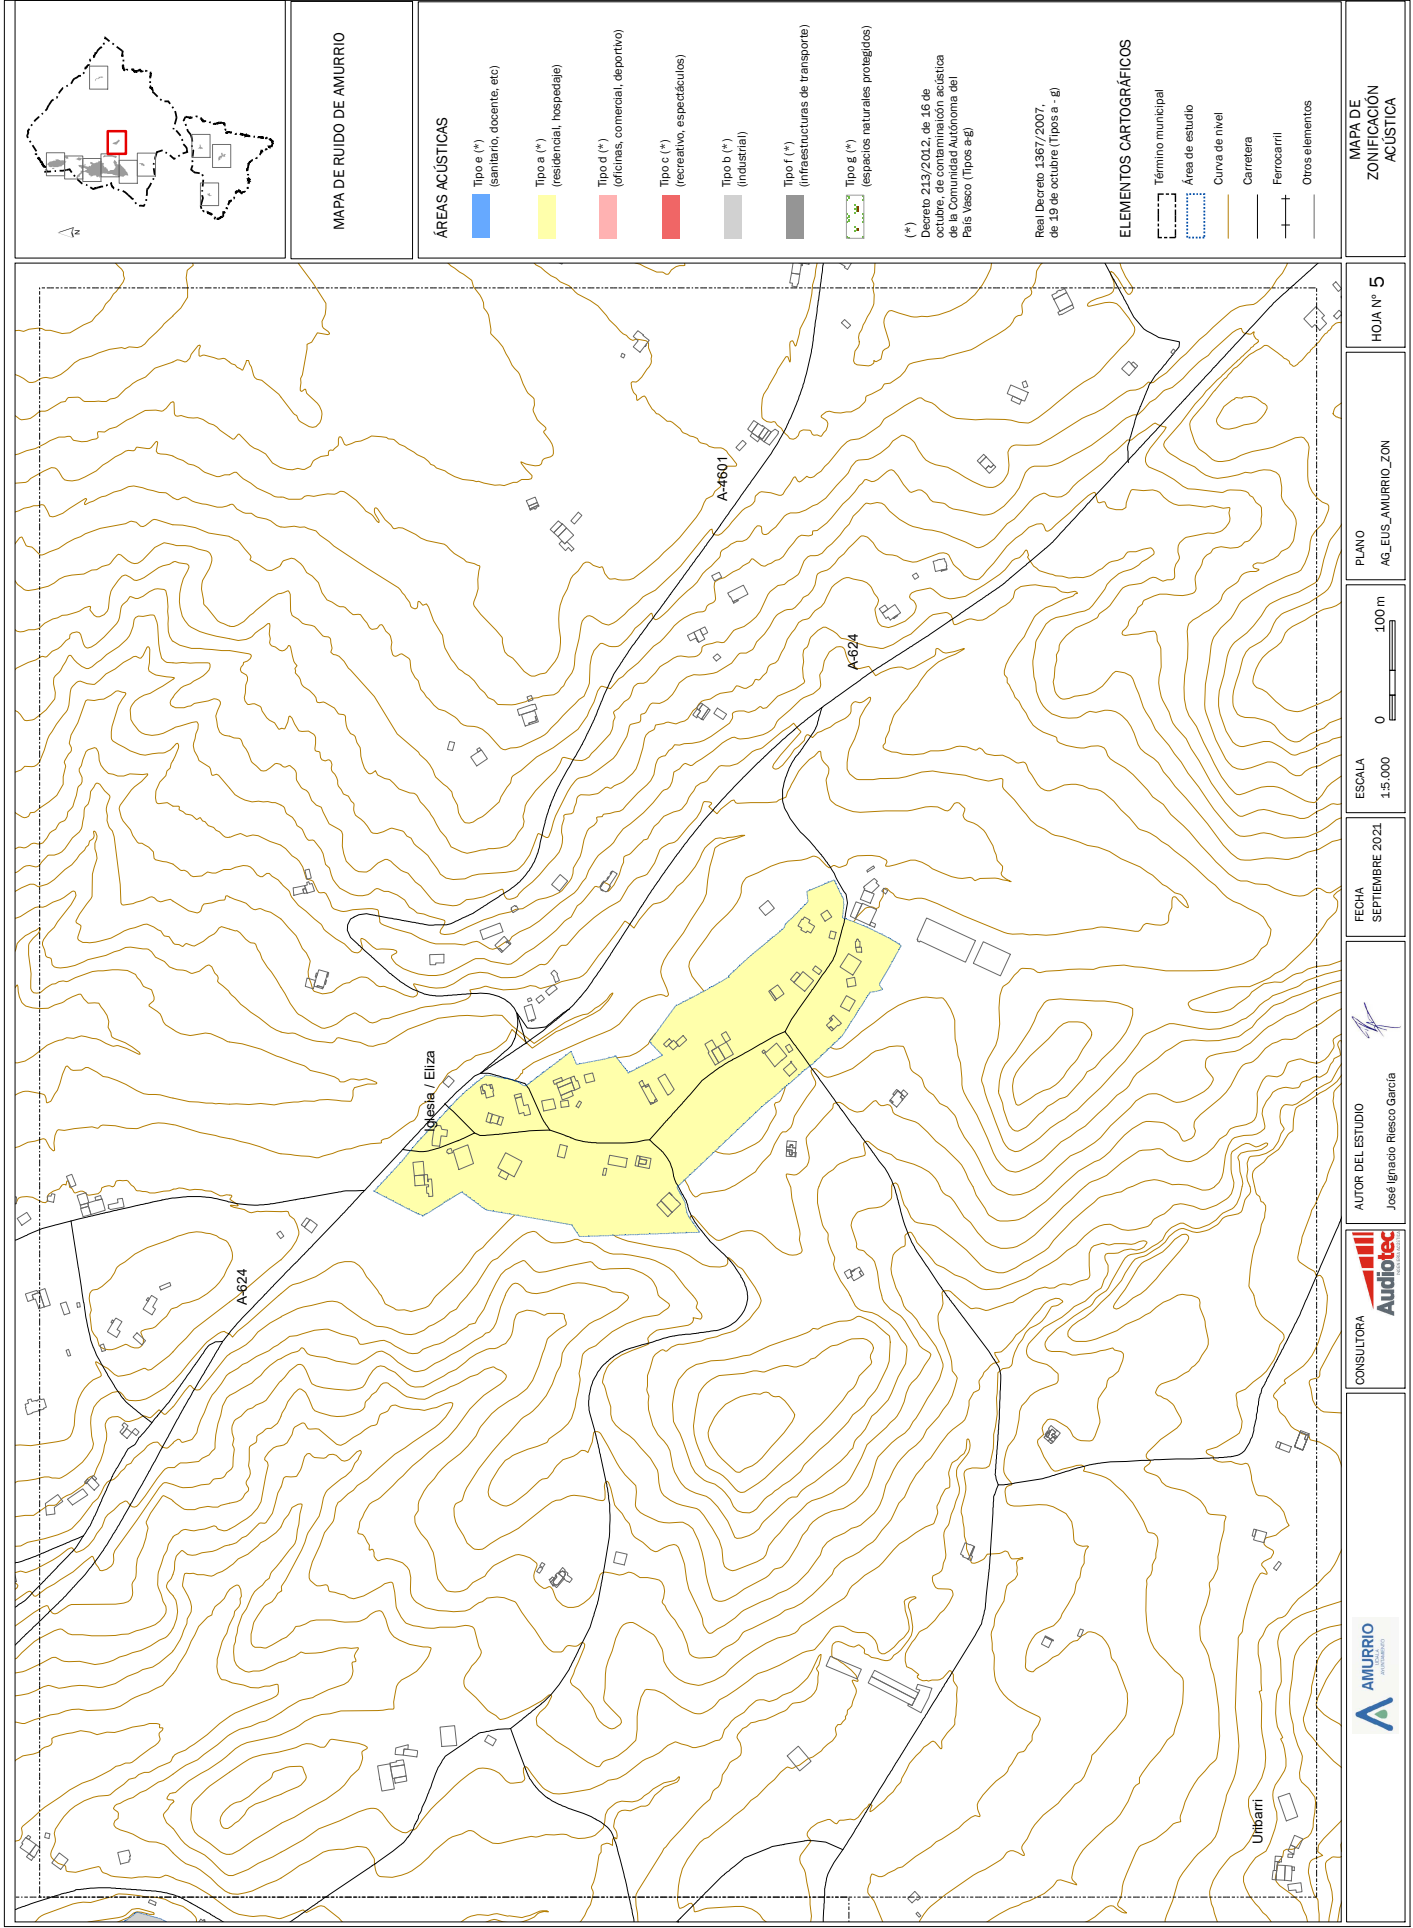 MAPA DE RUIDO DE AMURRIO
ÁREAS ACÚSTICAS
Tipo e (*)
(sanitario, docente, etc)
Tipo a (*)
(residencial, hospedaje)
Tipo d (*)
(oficinas, comercial, deportivo)
Tipo c (*)
(recreativo, espectáculos)
Tipo b (*)
(industrial)
Tipo f (*)
(infraestructuras de transporte)
Tipo g (*)
(espacios naturales protegidos)
(*)
Decreto 213/2012, de 16 de
octubre, de contaminaicón acústica
de la Comunidad Autónoma del
País Vasco (Tipos a-g)
Real Decreto 1367/2007,
de 19 de octubre (Tipos a - g)
ELEMENTOS CARTOGRÁFICOS
Término municipal
Área de estudio
Curva de nivel
Carretera
Ferrocarril
Otros elementos
N
A-4601
A-624
Iglesia / Eliza
A-624
Uribarri
AMURRIO
UDALA
AYUNTAMIENTO
CONSULTORA
Audiotec
AUTOR DEL ESTUDIO
José Ignacio Riesco García
FECHA
SEPTIEMBRE 2021
ESCALA
1:5.000
0 100 m
PLANO
AG_EUS_AMURRIO_ZON
HOJA Nº 5
MAPA DE
ZONIFICACIÓN
ACÚSTICA